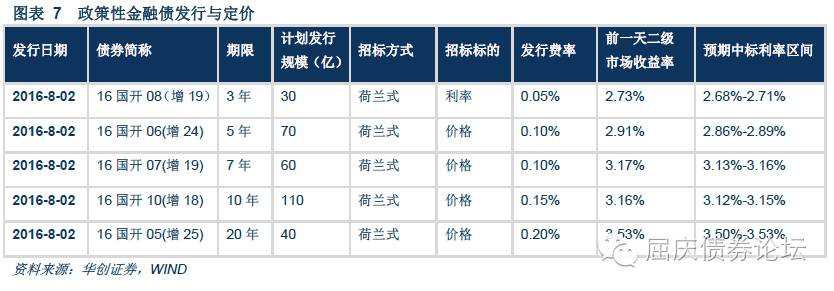 图表 7 政策性金融债发行与定价
发行日期 债券简称 期限 计划发行规模（亿） 招标方式 招标标的 发行费率 前一天二级市场收益率 预期中标利率区间
2016-8-02 16 国开 08（增 19） 3 年 30 荷兰式 利率 0.05% 2.73% 2.68%-2.71%
2016-8-02 16 国开 06(增 24) 5 年 70 荷兰式 价格 0.10% 2.91% 2.86%-2.89%
2016-8-02 16 国开 07(增 19) 7 年 60 荷兰式 价格 0.10% 3.17% 3.13%-3.16%
2016-8-02 16 国开 10(增 18) 10 年 110 荷兰式 价格 0.15% 3.16% 3.12%-3.15%
2016-8-02 16 国开 05(增 25) 20 年 40 荷兰式 价格 0.20% 3.53% 3.50%-3.53%
屈庆债券论坛
资料来源：华创证券，WIND